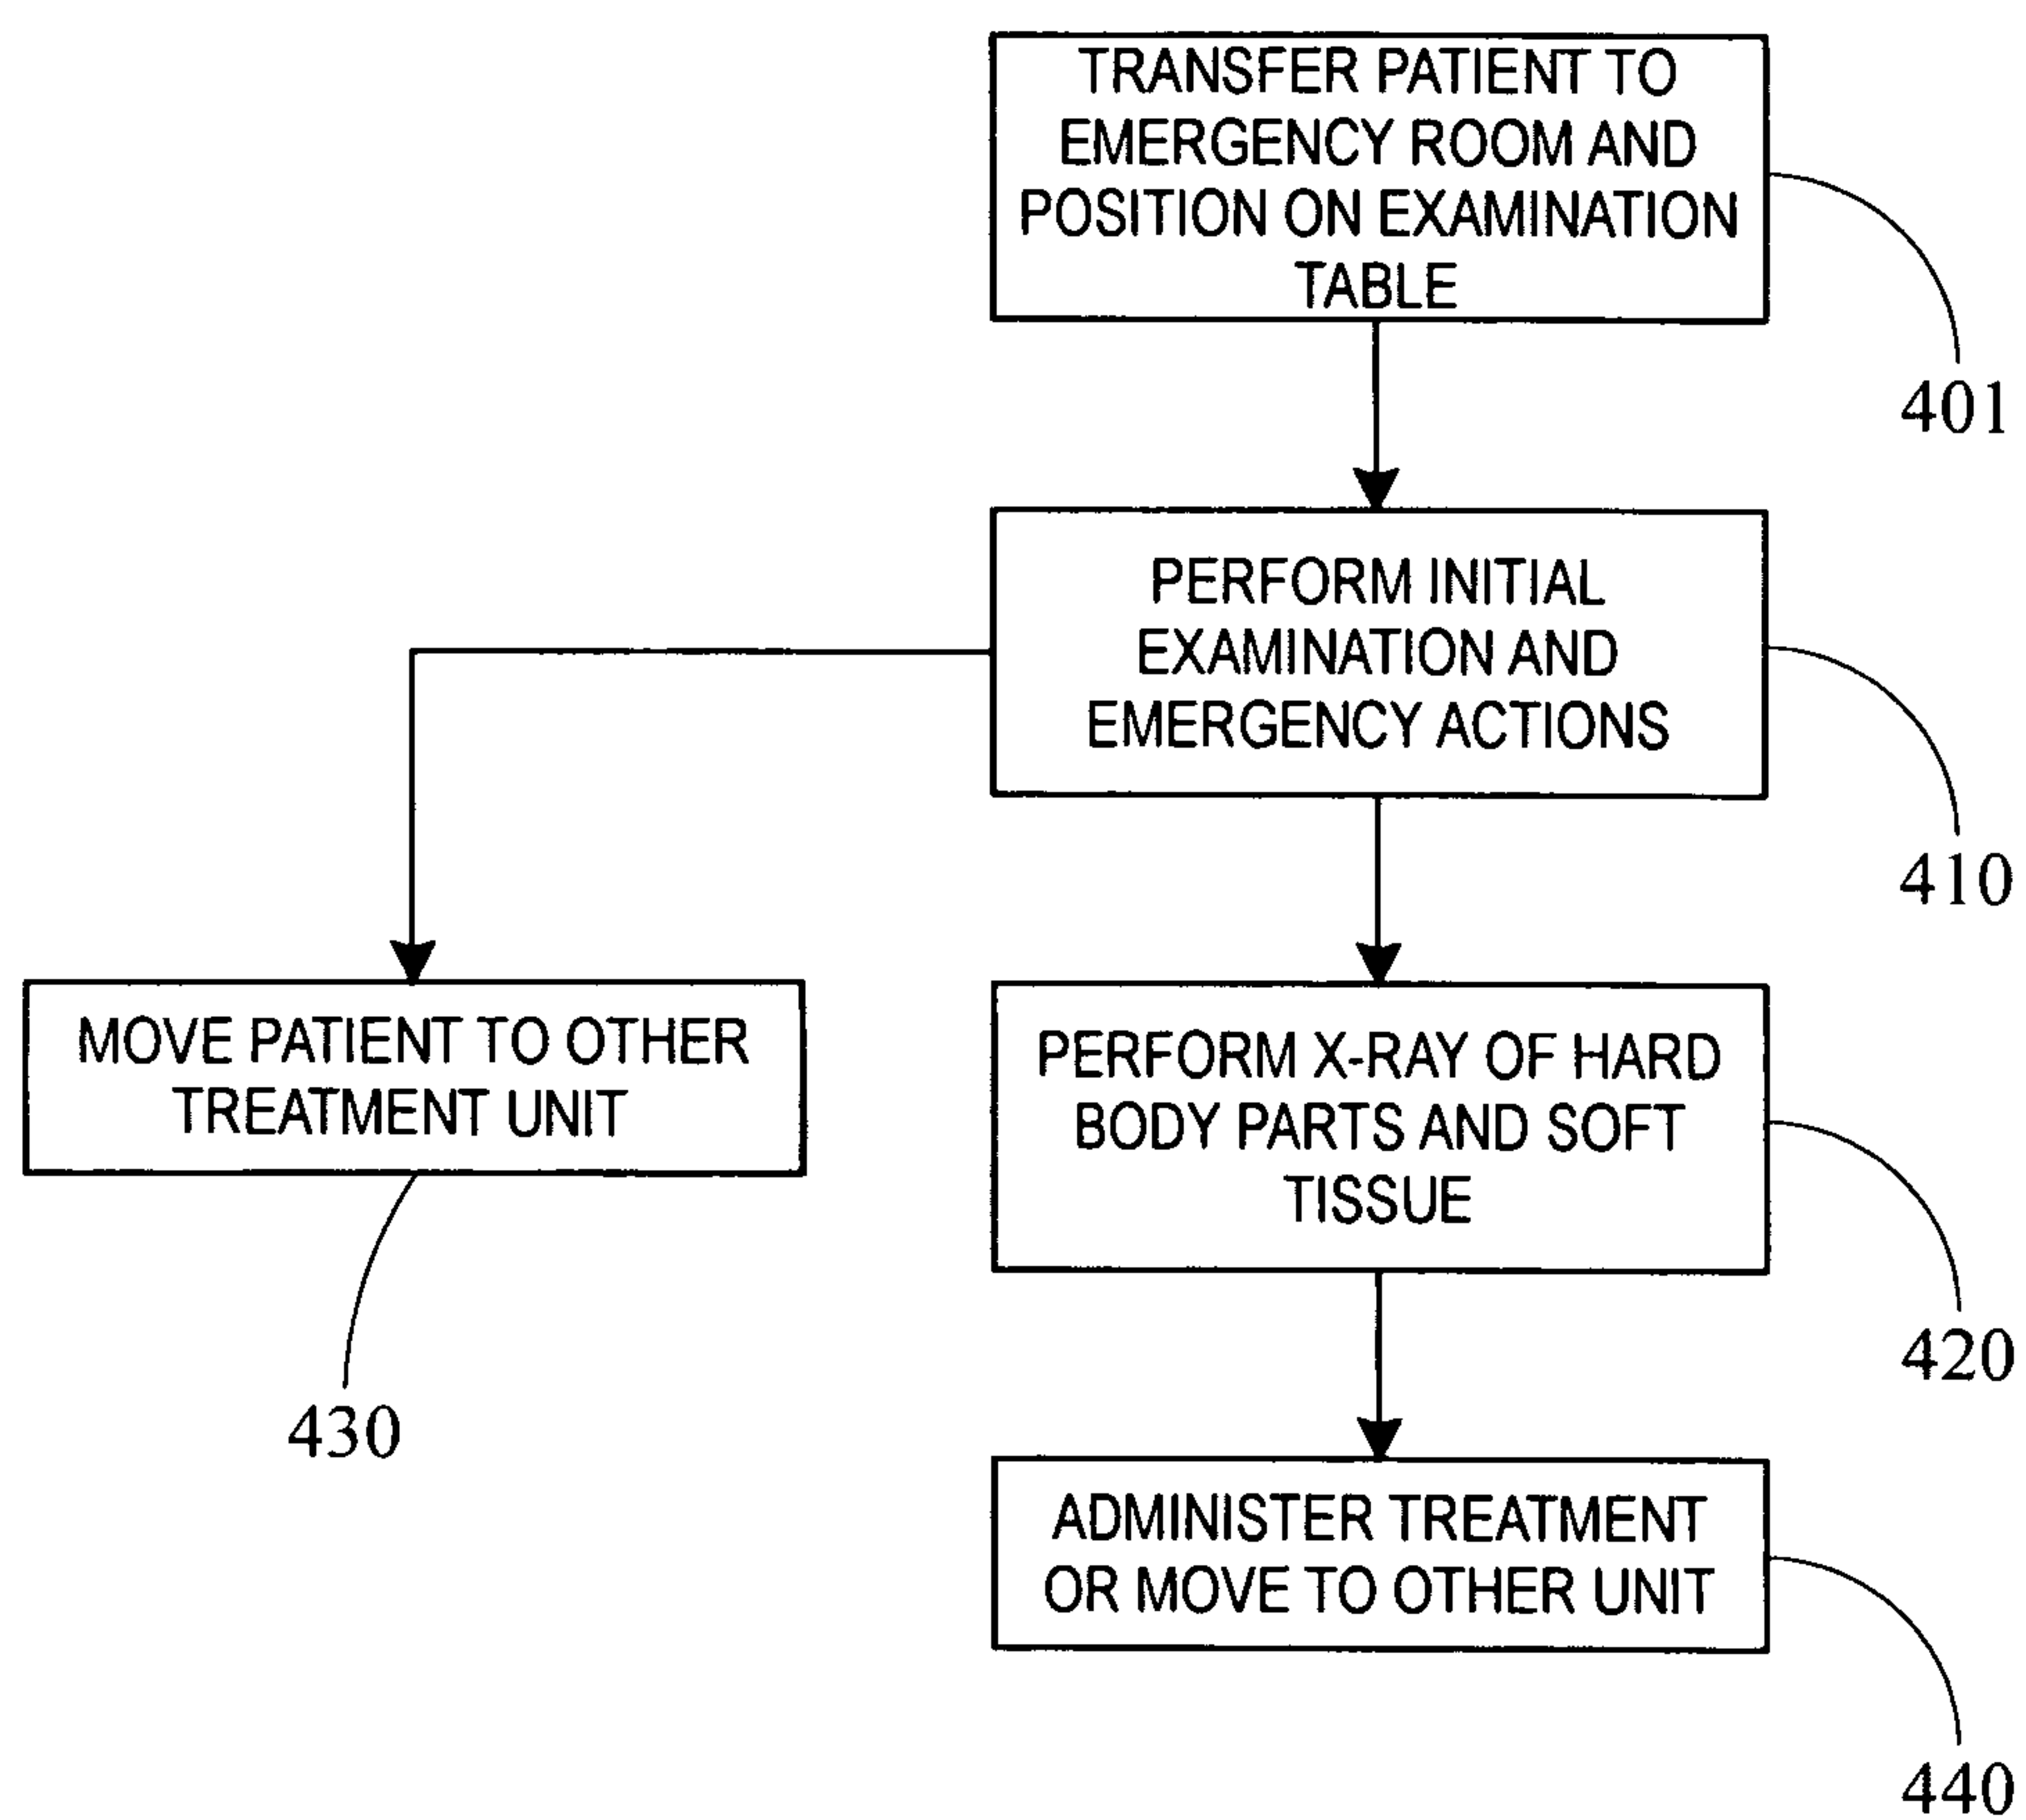 TRANSFER PATIENT TO
EMERGENCY ROOM AND
POSITION ON EXAMINATION
TABLE
401
PERFORM INITIAL
EXAMINATION AND
EMERGENCY ACTIONS
410
MOVE PATIENT TO OTHER
TREATMENT UNIT
430
PERFORM X-RAY OF HARD
BODY PARTS AND SOFT
TISSUE
420
ADMINISTER TREATMENT
OR MOVE TO OTHER UNIT
440